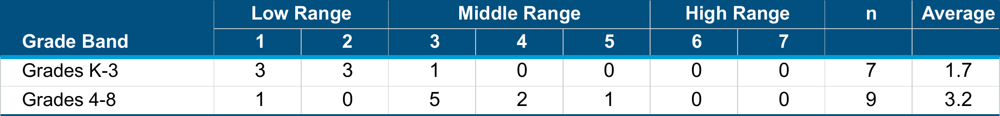 Low Range Middle Range High Range n Average
Grade Band 1 2 3 4 5 6 7
Grades K-3 3 3 1 0 0 0 0 7 1.7
Grades 4-8 1 0 5 2 1 0 0 9 3.2